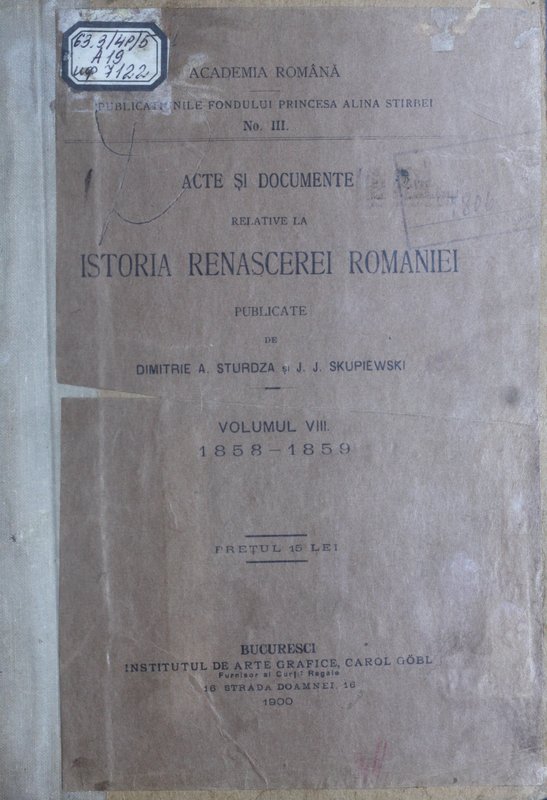 63.3/4P/5
A 19
7122
ACADEMIA ROMÂNĂ
PUBLICAȚIUNILE FONDULUI PRINCESA ALINA STIRBEI
No. III.
ACTE ȘI DOCUMENTE
RELATIVE LA
ISTORIA RENASCEREI ROMANIEI
PUBLICATE
DE
DIMITRIE A. STURDZA și J. J. SKUPIEWSKI
VOLUMUL VIII.
1858–1859
PREȚUL 15 LEI
BUCURESCI
INSTITUTUL DE ARTE GRAFICE, CAROL GÖBL
Furnisor al Curții Regale
16 STRADA DOAMNEI, 16
1900